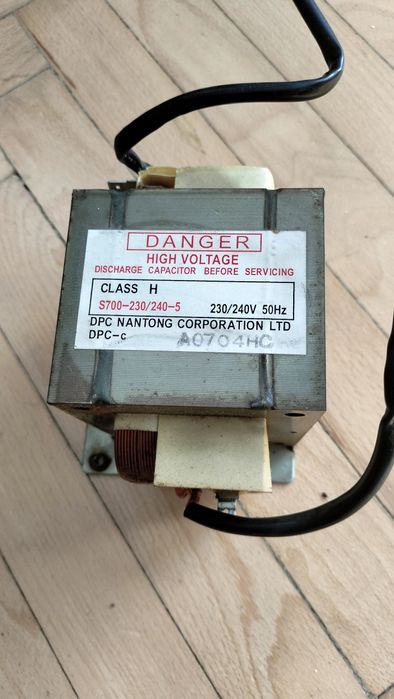 DANGER
HIGH VOLTAGE
DISCHARGE CAPACITOR BEFORE SERVICING
CLASS H
S700-230/240-5 230/240V 50Hz
DPC NANTONG CORPORATION LTD
DPC-c A0704HC